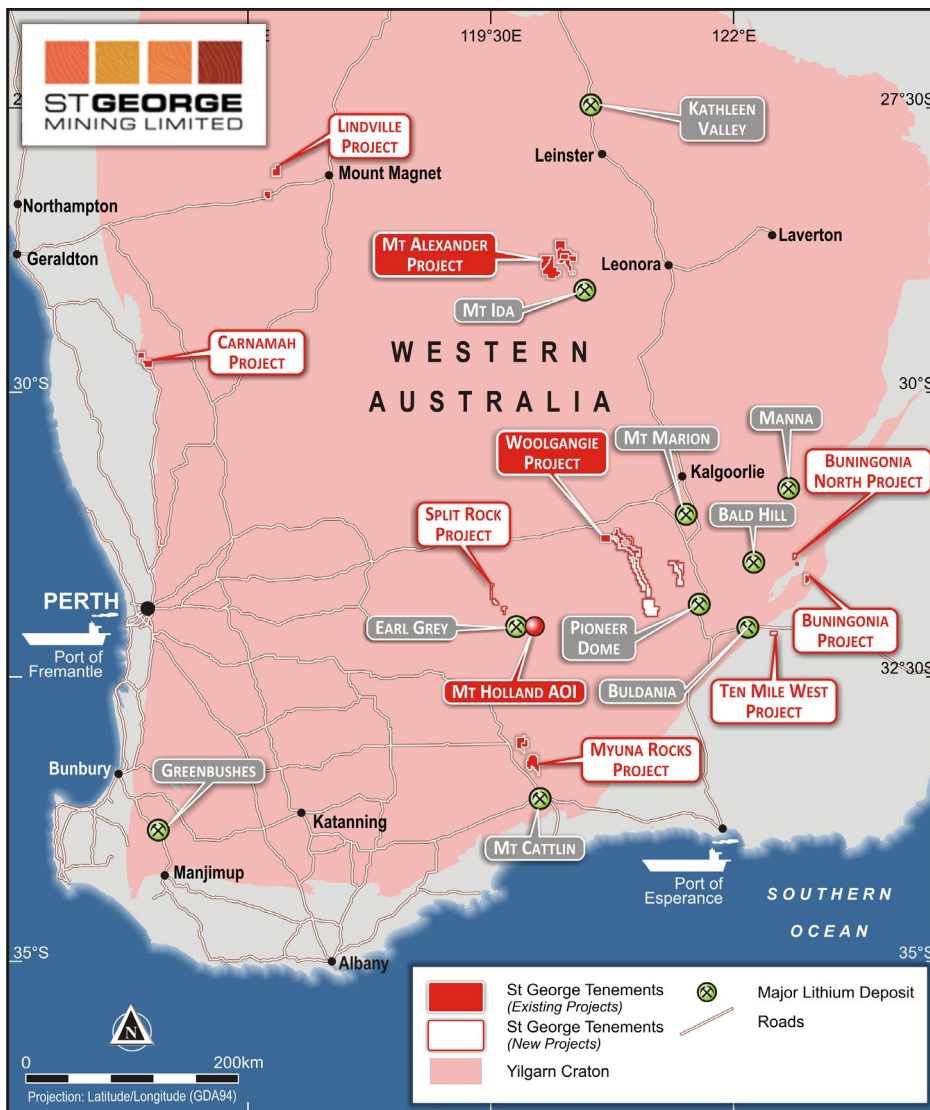 119°30E
122°E
ST GEORGE
MINING LIMITED
27°30S
KATHLEEN
VALLEY
LINDVILLE
PROJECT
Leinster
Mount Magnet
Northampton
Geraldton
MT ALEXANDER
PROJECT
Laverton
Leonora
MT IDA
CARNAMAH
PROJECT
WESTERN
AUSTRALIA
30°S
30°S
MANNA
MT MARION
WOOLGANGIE
PROJECT
Kalgoorlie
BUNINGONIA
NORTH PROJECT
BALD HILL
SPLIT ROCK
PROJECT
PERTH
Port of
Fremantle
EARL GREY
PIONEER
DOME
BUNINGONIA
PROJECT
32°30S
MT HOLLAND AOI
BULDANIA
TEN MILE WEST
PROJECT
MYUNA ROCKS
PROJECT
Bunbury
GREENBUSHES
Katanning
MT CATTLIN
Manjimup
Port of
Esperance
SOUTHERN
OCEAN
35°S
35°S
Albany
N
0
200km
Projection: Latitude/Longitude (GDA94)
St George Tenements
(Existing Projects)
St George Tenements
(New Projects)
Yilgarn Craton
Major Lithium Deposit
Roads